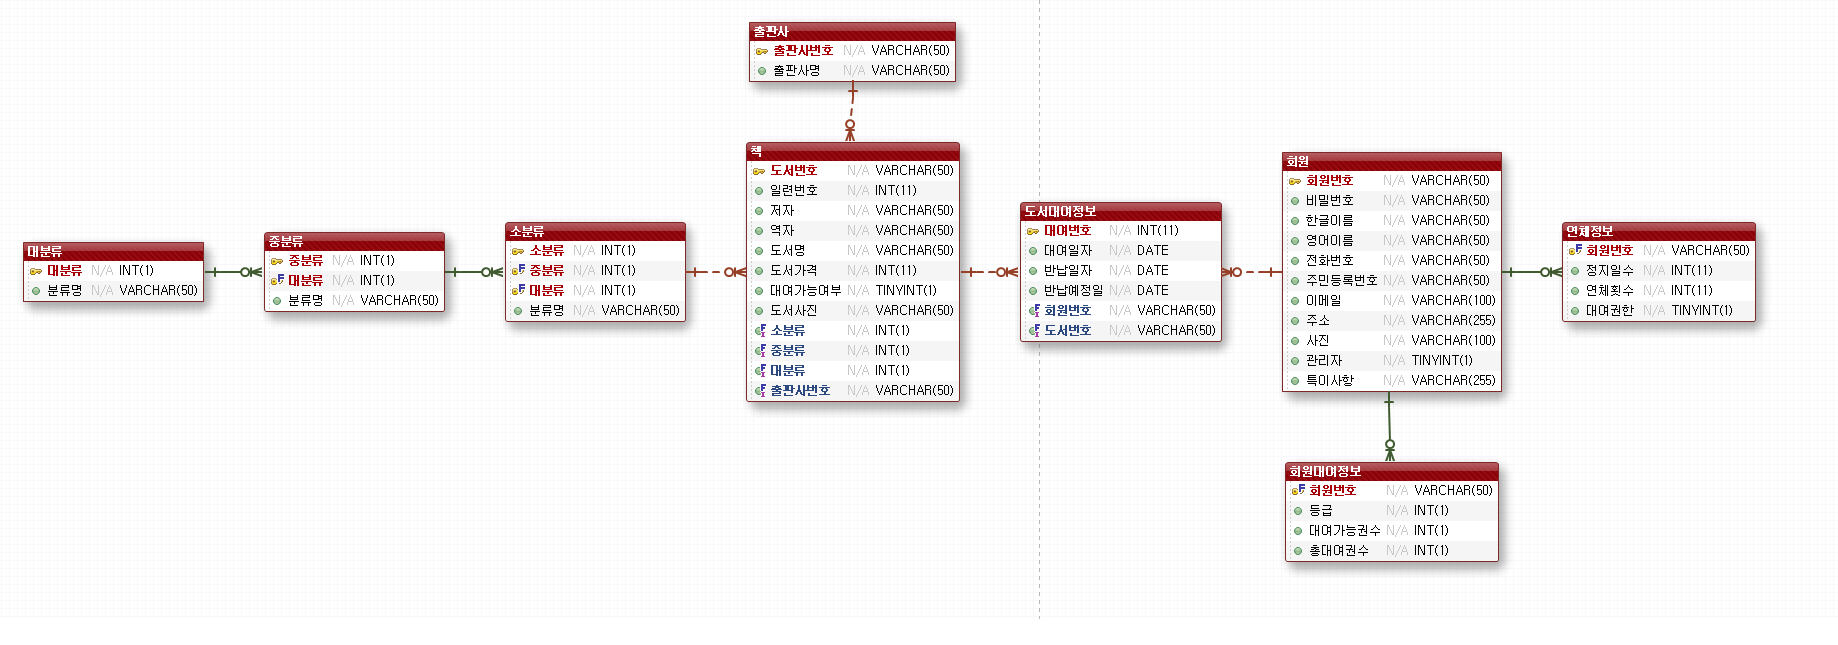 출판사
출판사번호 N/A VARCHAR(50)
출판사명 N/A VARCHAR(50)
대분류
대분류 N/A INT(1)
분류명 N/A VARCHAR(50)
중분류
중분류 N/A INT(1)
대분류 N/A INT(1)
분류명 N/A VARCHAR(50)
소분류
소분류 N/A INT(1)
중분류 N/A INT(1)
대분류 N/A INT(1)
분류명 N/A VARCHAR(50)
책
도서번호 N/A VARCHAR(50)
일련번호 N/A INT(11)
저자 N/A VARCHAR(50)
역자 N/A VARCHAR(50)
도서명 N/A VARCHAR(50)
도서가격 N/A INT(11)
대여가능여부 N/A TINYINT(1)
도서사진 N/A VARCHAR(50)
소분류 N/A INT(1)
중분류 N/A INT(1)
대분류 N/A INT(1)
출판사번호 N/A VARCHAR(50)
도서대여정보
대여번호 N/A INT(11)
대여일자 N/A DATE
반납일자 N/A DATE
반납예정일 N/A DATE
회원번호 N/A VARCHAR(50)
도서번호 N/A VARCHAR(50)
회원
회원번호 N/A VARCHAR(50)
비밀번호 N/A VARCHAR(50)
한글이름 N/A VARCHAR(50)
영어이름 N/A VARCHAR(50)
전화번호 N/A VARCHAR(50)
주민등록번호 N/A VARCHAR(50)
이메일 N/A VARCHAR(100)
주소 N/A VARCHAR(255)
사진 N/A VARCHAR(100)
관리자 N/A TINYINT(1)
특이사항 N/A VARCHAR(255)
연체정보
회원번호 N/A VARCHAR(50)
정지일수 N/A INT(11)
연체횟수 N/A INT(11)
대여권한 N/A TINYINT(1)
회원대여정보
회원번호 N/A VARCHAR(50)
등급 N/A INT(1)
대여가능권수 N/A INT(1)
총대여권수 N/A INT(1)